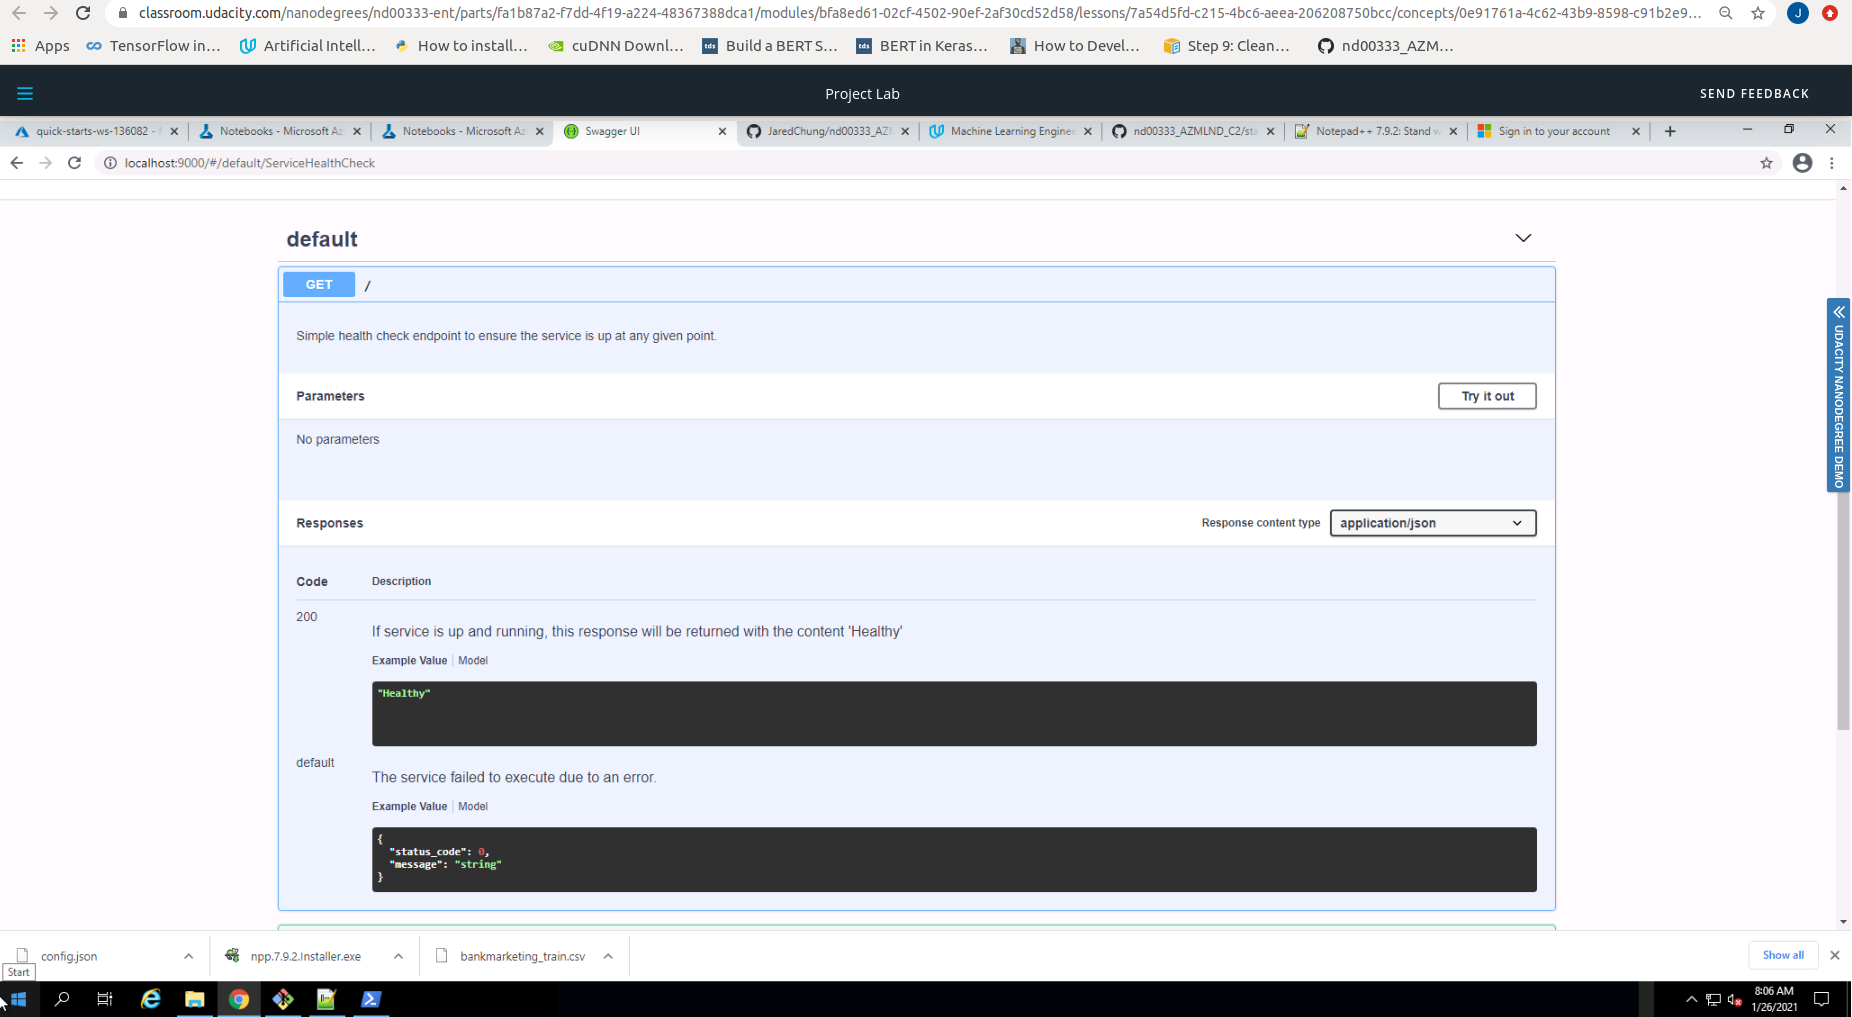 classroom.udacity.com/nanodegrees/nd00333-ent/parts/fa1b87a2-f7dd-4f19-a224-48367388dca1/modules/bfa8ed61-02cf-4502-90ef-2af30cd52d58/lessons/7a54d5fd-c215-4bc6-aeea-206208750bcc/concepts/0e91761a-4c62-43b9-8598-c91b2e9... J
Apps TensorFlow in... Artificial Intell... How to install... cuDNN Downl... tds Build a BERT S... tds BERT in Keras... How to Devel... Step 9: Clean... nd00333_AZM...
Project Lab SEND FEEDBACK
quick-starts-ws-136082 - Notebooks - Microsoft Az Notebooks - Microsoft Az Swagger UI JaredChung/nd00333_AZM Machine Learning Enginee nd00333_AZMLND_C2/sta Notepad++ 7.9.2: Stand w Sign in to your account
localhost:9000/#/default/ServiceHealthCheck
default
GET /
Simple health check endpoint to ensure the service is up at any given point.
Parameters Try it out
No parameters
Responses Response content type application/json
Code Description
200
If service is up and running, this response will be returned with the content 'Healthy'
Example Value Model
"Healthy"
default
The service failed to execute due to an error.
Example Value Model
{
"status_code": 0,
"message": "string"
}
UDACITY NANODEGREE DEMO
config.json npp.7.9.2.Installer.exe bankmarketing_train.csv Show all
Start
8:06 AM
1/26/2021